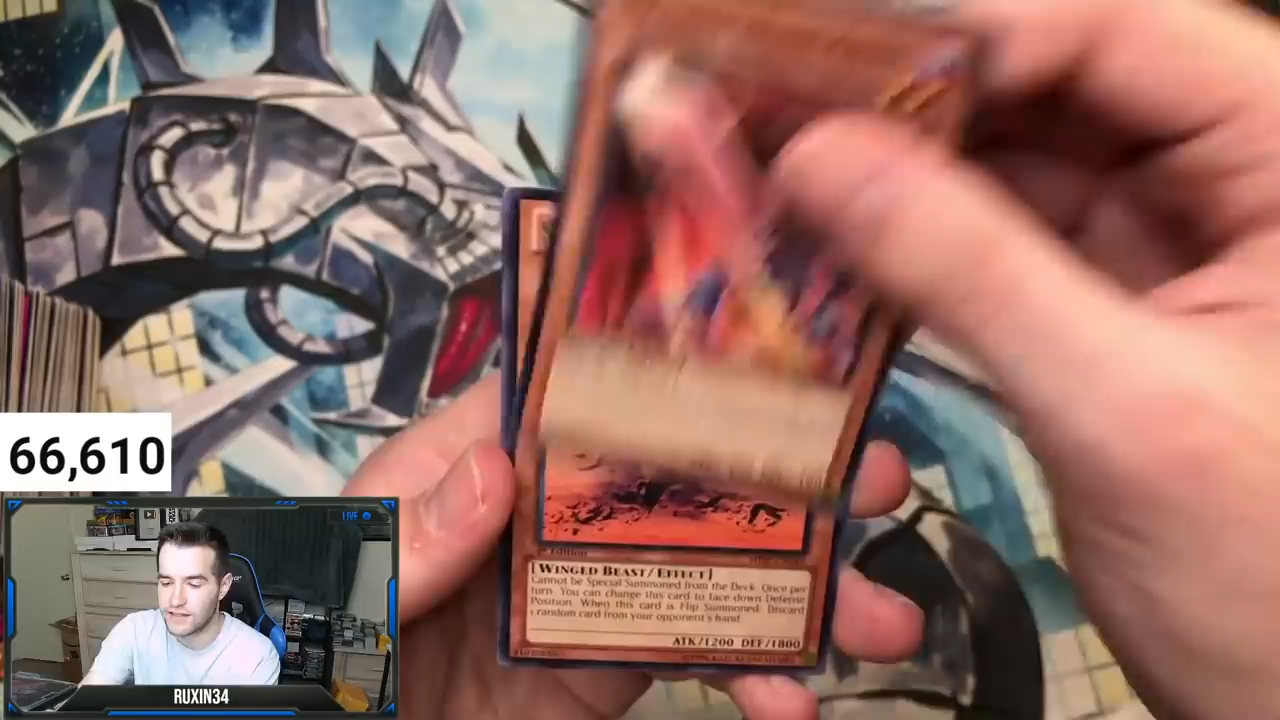 66,610
LIVE
RUXIN34
Edition
[WINGED BEAST/EFFECT]
Cannot be Special Summoned from the Deck. Once per
turn. You can change this card to face down Defense
Position. When this card is Flip Summoned: Discard
1 random card from your opponent's hand
ATK/1200 DEF/1800